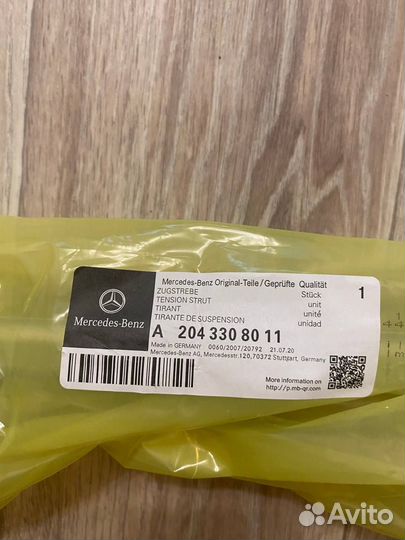 Mercedes-Benz Original-Teile/Geprüfte Qualität
ZUGSTREBE
TENSION STRUT
TIRANT
TIRANTE DE SUSPENSION
Stück
unit
unité
unidad
1
Mercedes-Benz
A 204 330 80 11
Made in GERMANY 0060/2007/20792 21.07.20
Mercedes-Benz AG, Mercedesstr.120,70372 Stuttgart, Germany
More information on
http://p.mb-qr.com
Avito